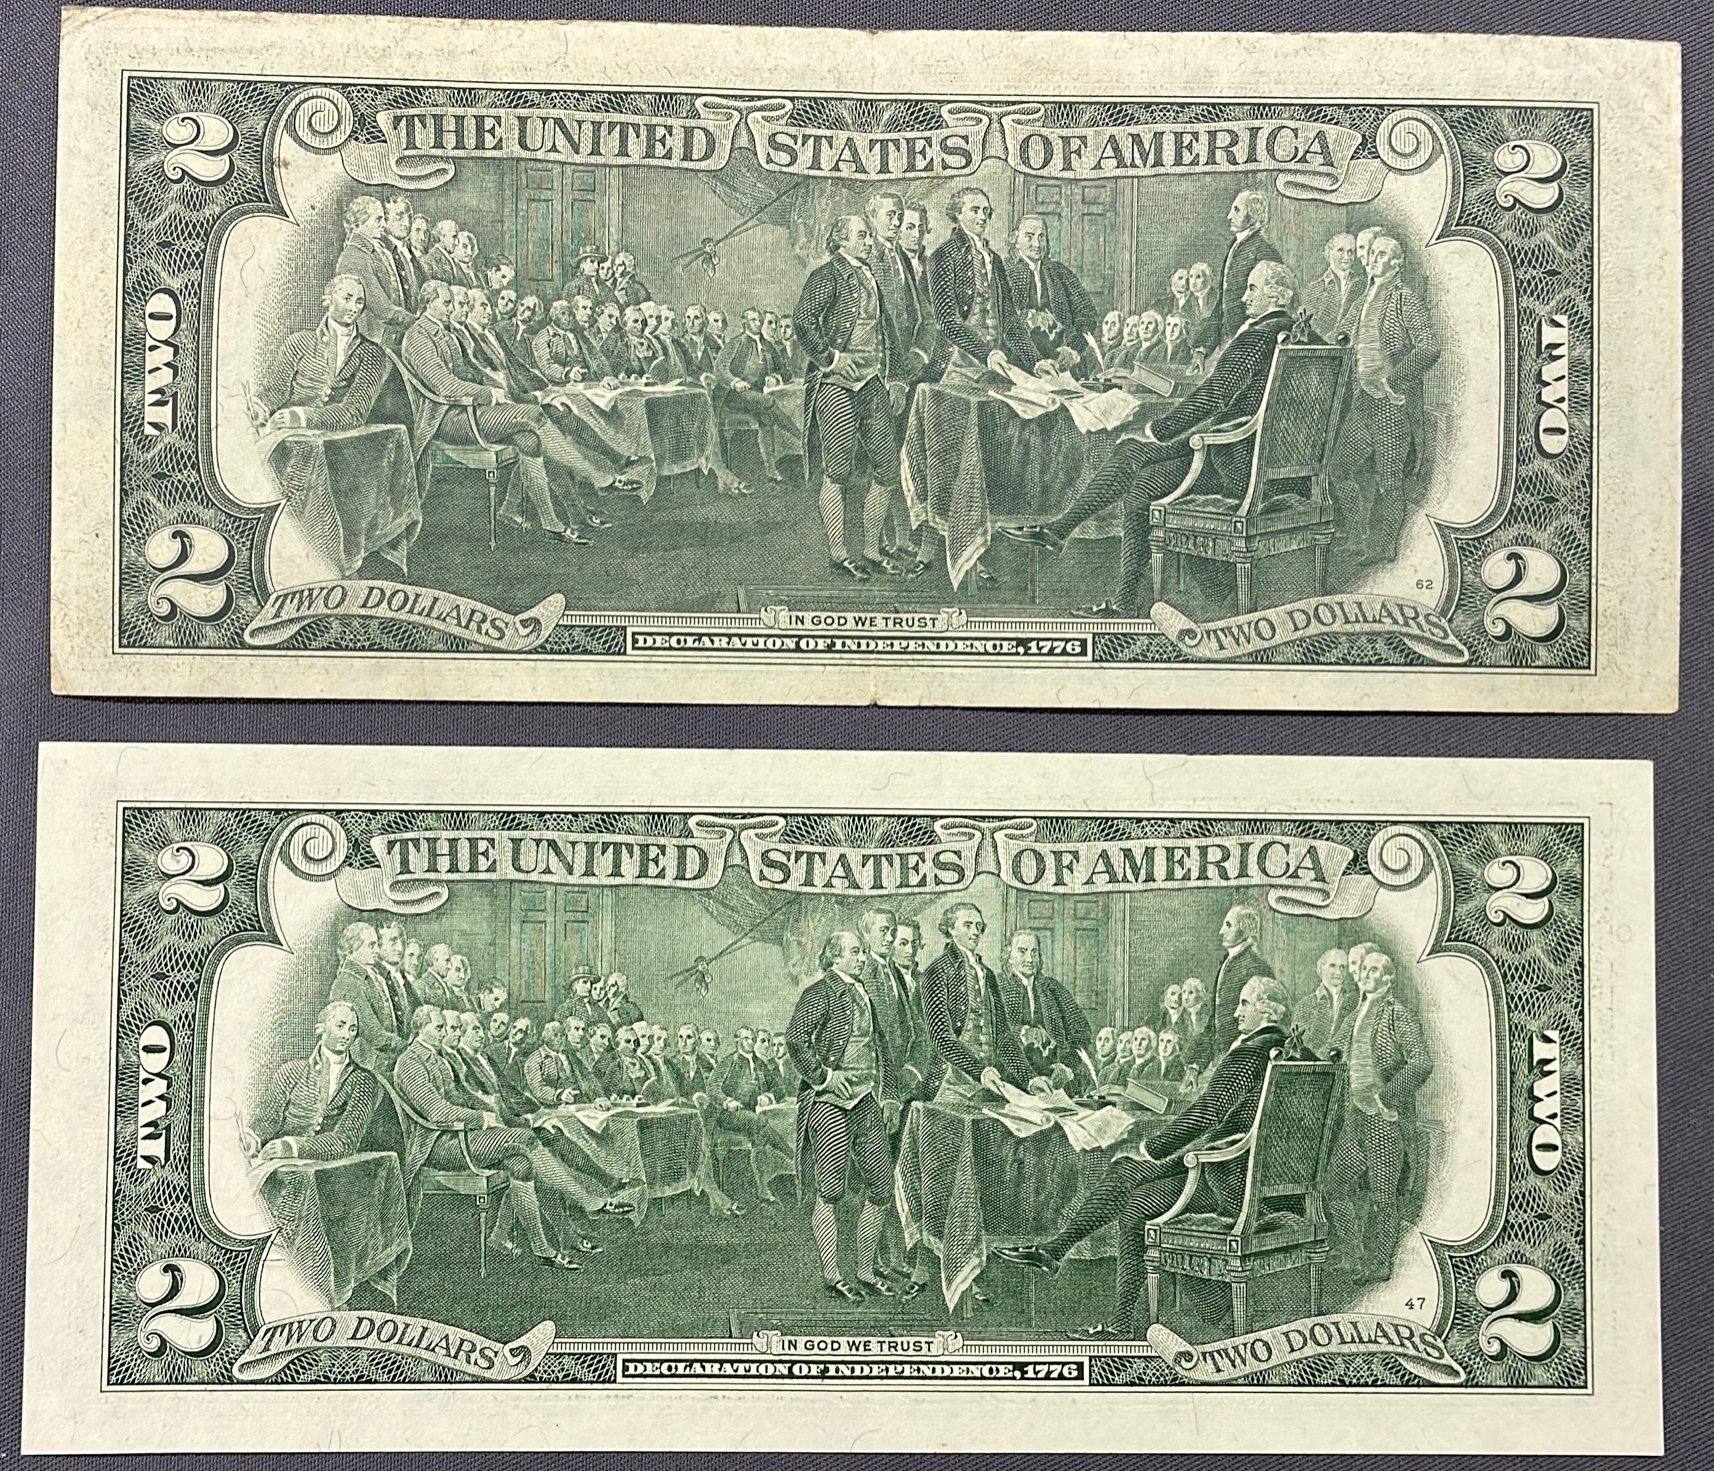 2 THE UNITED STATES OF AMERICA 2
TWO TWO
62
2 TWO DOLLARS IN GOD WE TRUST TWO DOLLARS 2
DECLARATION OF INDEPENDENCE, 1776
2 THE UNITED STATES OF AMERICA 2
TWO TWO
47
2 TWO DOLLARS IN GOD WE TRUST TWO DOLLARS 2
DECLARATION OF INDEPENDENCE, 1776